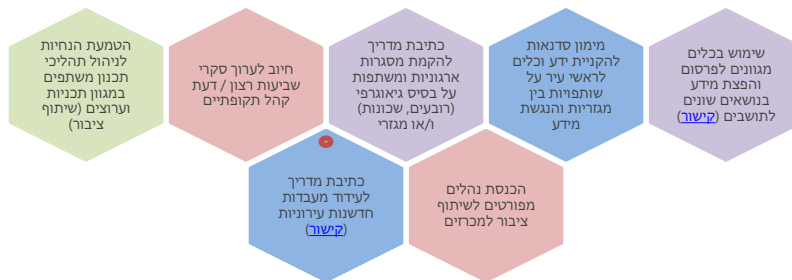 שימוש בכלים
מגוונים לפרסום
והפצת מידע
בנושאים שונים
לתושבים (קישור)
מימון סדנאות
להקניית ידע וכלים
לראשי עיר על
שותפויות בין
מגזריות והנגשת
מידע
כתיבת מדריך
להקמת מסגרות
ארגוניות ומשתפות
על בסיס גיאוגרפי
(רובעים, שכונות)
ו/או מגזרי
חיוב לערוך סקרי
שביעות רצון / דעת
קהל תקופתיים
הטמעת הנחיות
לניהול תהליכי
תכנון משתפים
במגוון תכניות
וערוצים (שיתוף
ציבור)
הכנסת נהלים
מפורטים לשיתוף
ציבור למכרזים
כתיבת מדריך
לעידוד מעבדות
חדשנות עירוניות
(קישור)